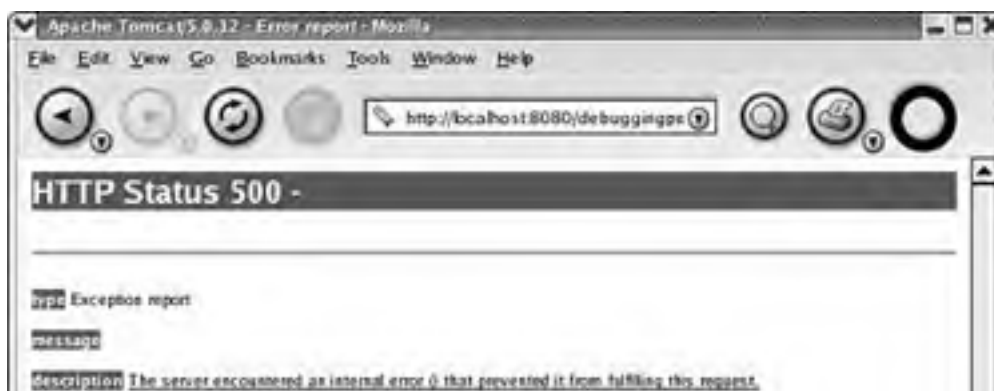 Apache Tomcat/5.0.12 - Error report - Mozilla
File Edit View Go Bookmarks Tools Window Help
http://localhost:8080/debuggingpe
HTTP Status 500 -
type Exception report
message
description The server encountered an internal error () that prevented it from fulfilling this request.